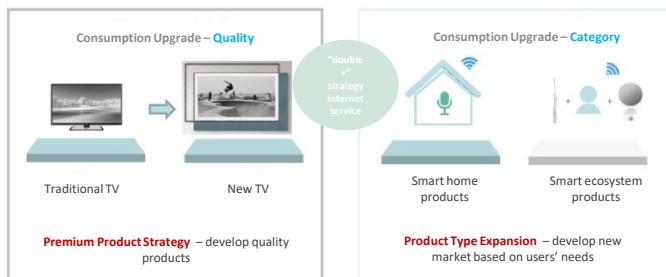 Consumption Upgrade – Quality
Traditional TV
New TV
Premium Product Strategy – develop quality
products
“double
+”
strategy
Internet
service
Consumption Upgrade – Category
Smart home
products
Smart ecosystem
products
Product Type Expansion – develop new
market based on users’ needs